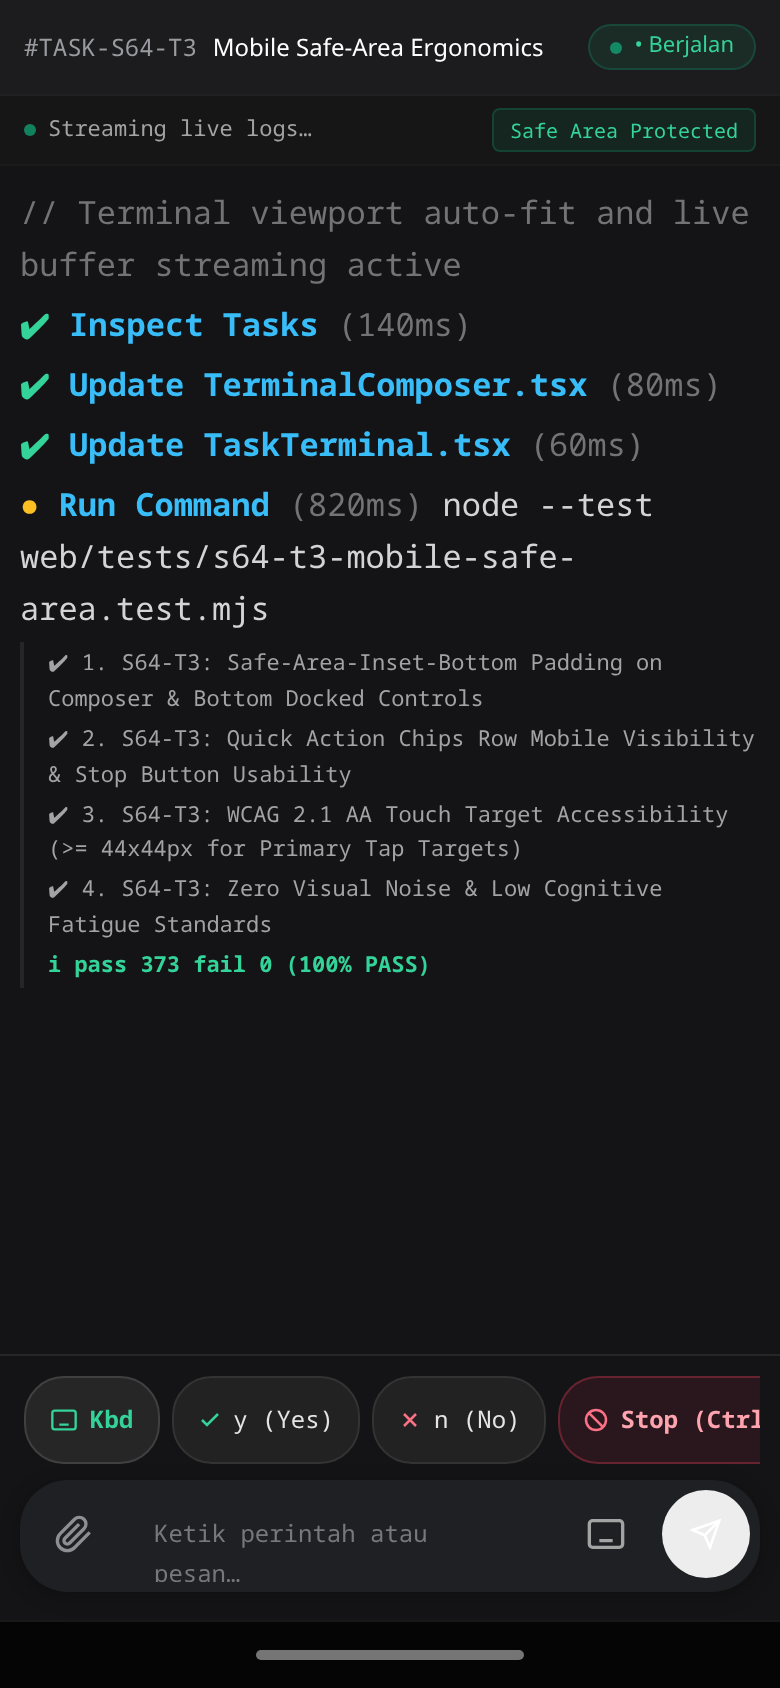 #TASK-S64-T3 Mobile Safe-Area Ergonomics • Berjalan
Streaming live logs… Safe Area Protected
// Terminal viewport auto-fit and live
buffer streaming active
✔ Inspect Tasks (140ms)
✔ Update TerminalComposer.tsx (80ms)
✔ Update TaskTerminal.tsx (60ms)
● Run Command (820ms) node --test
web/tests/s64-t3-mobile-safe-
area.test.mjs
✔ 1. S64-T3: Safe-Area-Inset-Bottom Padding on
Composer & Bottom Docked Controls
✔ 2. S64-T3: Quick Action Chips Row Mobile Visibility
& Stop Button Usability
✔ 3. S64-T3: WCAG 2.1 AA Touch Target Accessibility
(>= 44x44px for Primary Tap Targets)
✔ 4. S64-T3: Zero Visual Noise & Low Cognitive
Fatigue Standards
i pass 373 fail 0 (100% PASS)
Kbd y (Yes) n (No) Stop (Ctrl
Ketik perintah atau
pesan…